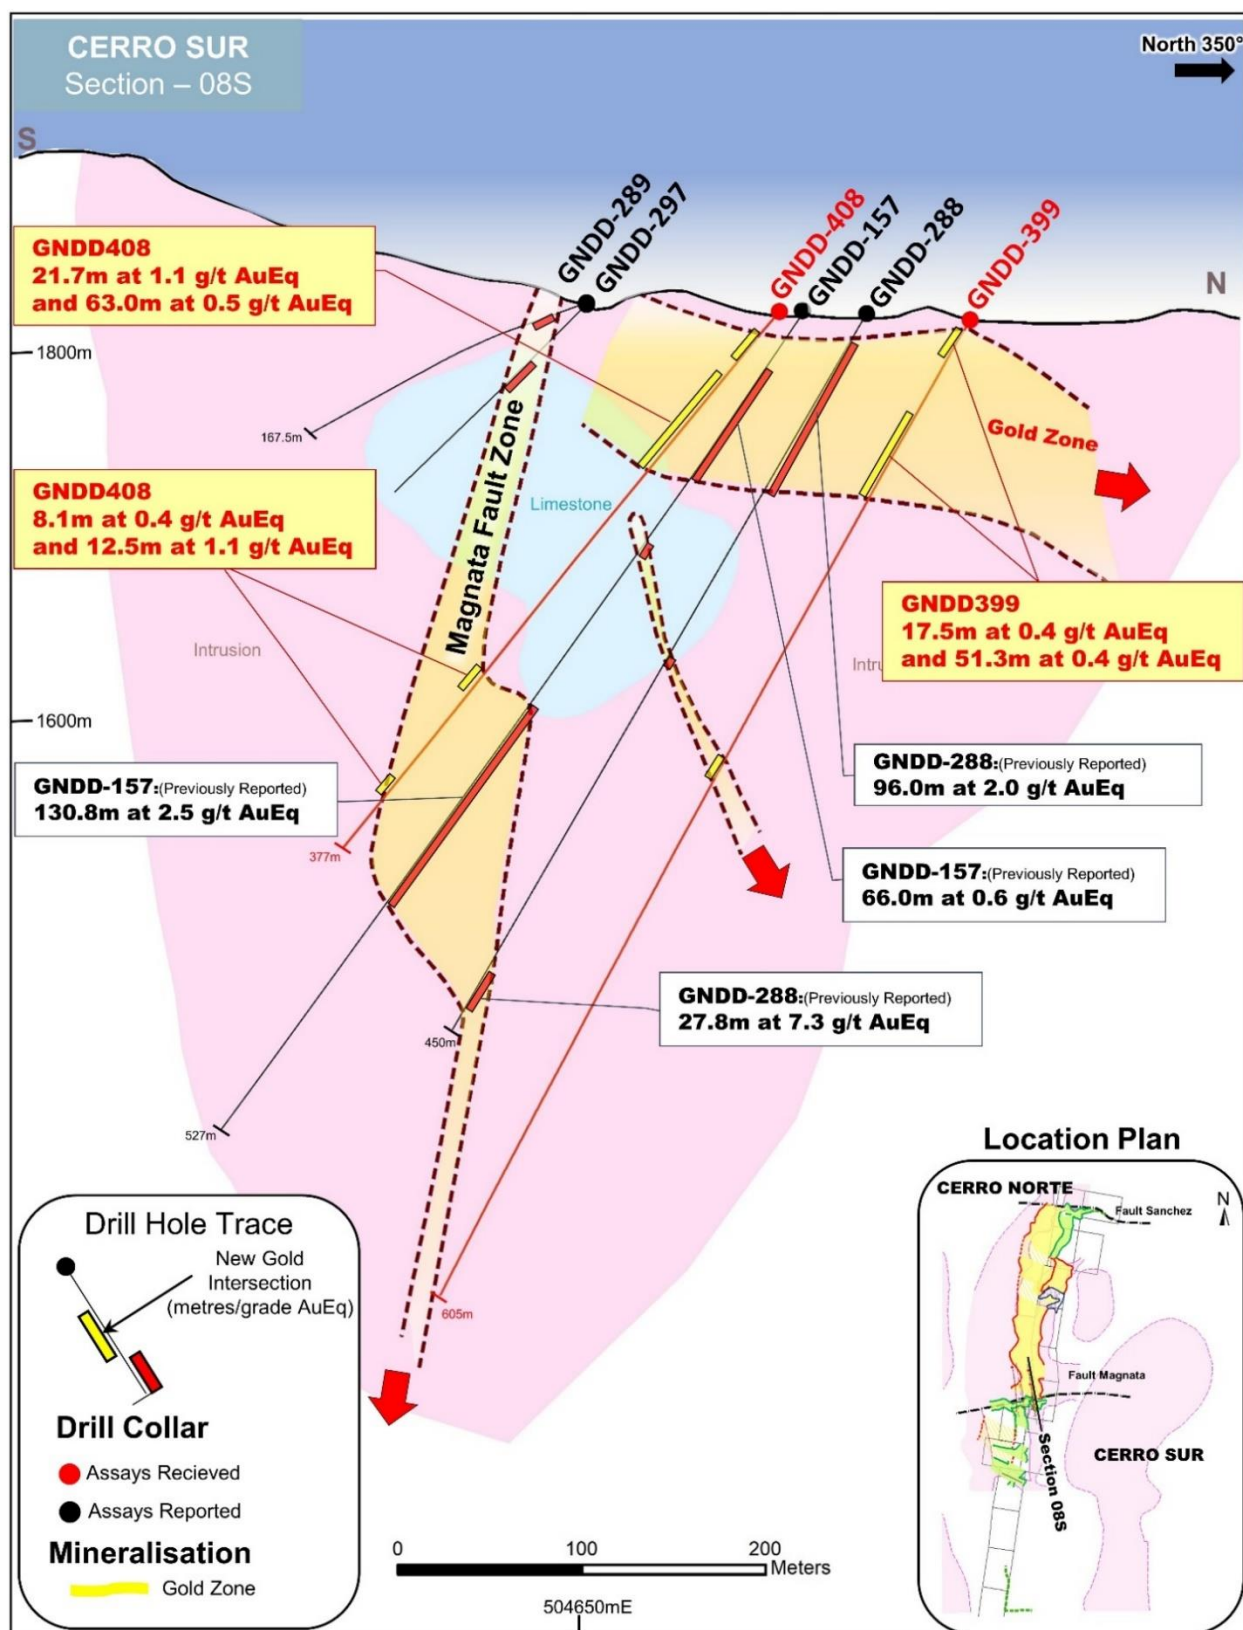 CERRO SUR
Section – 08S
North 350°
S
N
GNDD-289
GNDD-297
GNDD-408
GNDD-157
GNDD-288
GNDD-399
GNDD408
21.7m at 1.1 g/t AuEq
and 63.0m at 0.5 g/t AuEq
1800m
167.5m
Magnata Fault Zone
Gold Zone
Limestone
GNDD408
8.1m at 0.4 g/t AuEq
and 12.5m at 1.1 g/t AuEq
GNDD399
17.5m at 0.4 g/t AuEq
and 51.3m at 0.4 g/t AuEq
Intrusion
Intru
1600m
GNDD-157:(Previously Reported)
130.8m at 2.5 g/t AuEq
GNDD-288:(Previously Reported)
96.0m at 2.0 g/t AuEq
377m
GNDD-157:(Previously Reported)
66.0m at 0.6 g/t AuEq
GNDD-288:(Previously Reported)
27.8m at 7.3 g/t AuEq
450m
527m
605m
Drill Hole Trace
New Gold
Intersection
(metres/grade AuEq)
Drill Collar
Assays Recieved
Assays Reported
Mineralisation
Gold Zone
0 100 200
Meters
504650mE
Location Plan
CERRO NORTE
N
Fault Sanchez
Fault Magnata
CERRO SUR
Section 08S